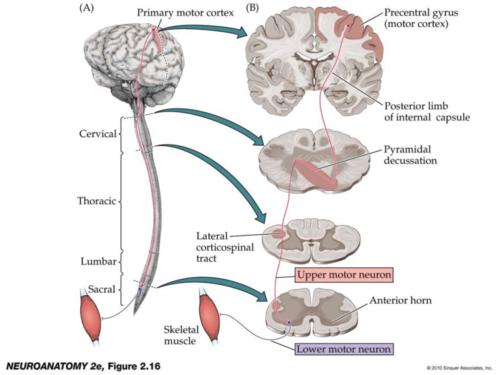 (A)
Primary motor cortex
(B)
Precentral gyrus
(motor cortex)
Posterior limb
of internal capsule
Cervical
Pyramidal
decussation
Thoracic
Lateral
corticospinal
tract
Lumbar
Upper motor neuron
Sacral
Anterior horn
Skeletal
muscle
Lower motor neuron
NEUROANATOMY 2e, Figure 2.16
© 2010 Sinauer Associates, Inc.